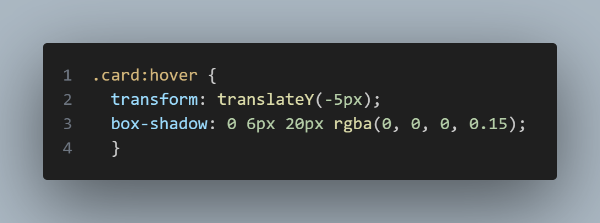 1 .card:hover {
2   transform: translateY(-5px);
3   box-shadow: 0 6px 20px rgba(0, 0, 0, 0.15);
4   }